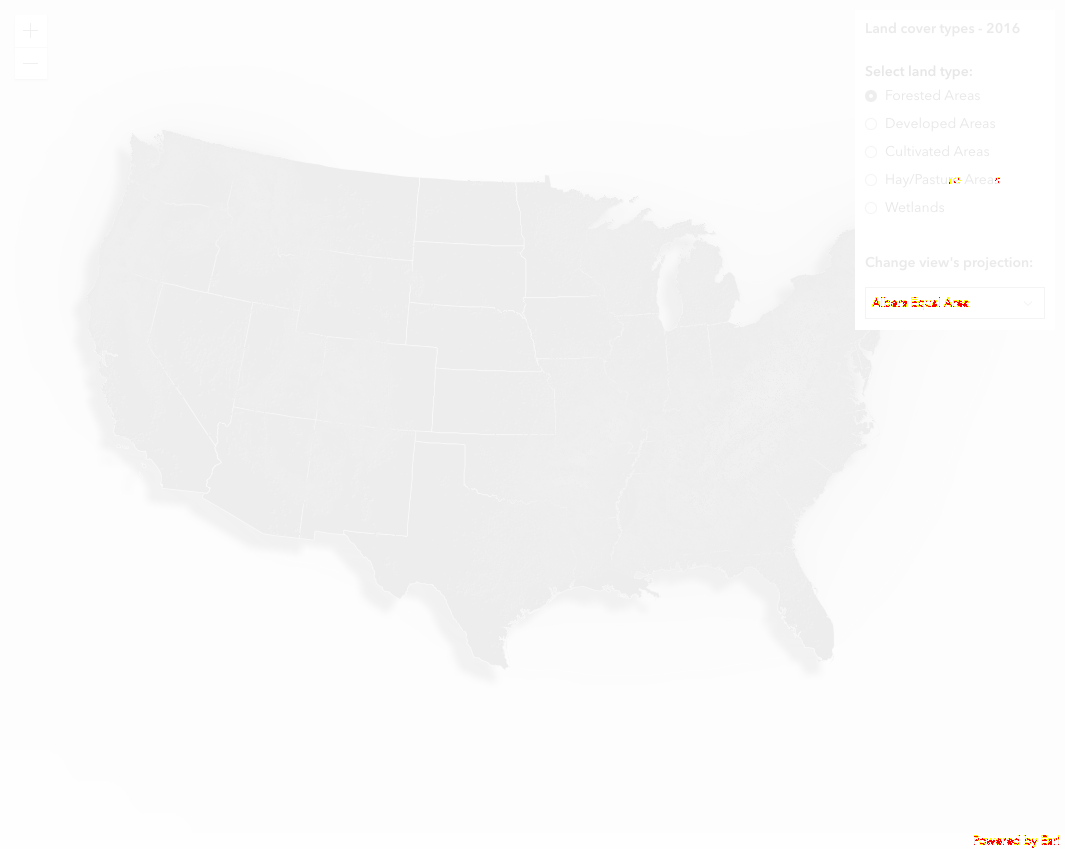 Land cover types - 2016
Select land type:
Forested Areas
Developed Areas
Cultivated Areas
Hay/Pasture Areas
Wetlands
Change view's projection:
Albers Equal Area
Powered by Esri